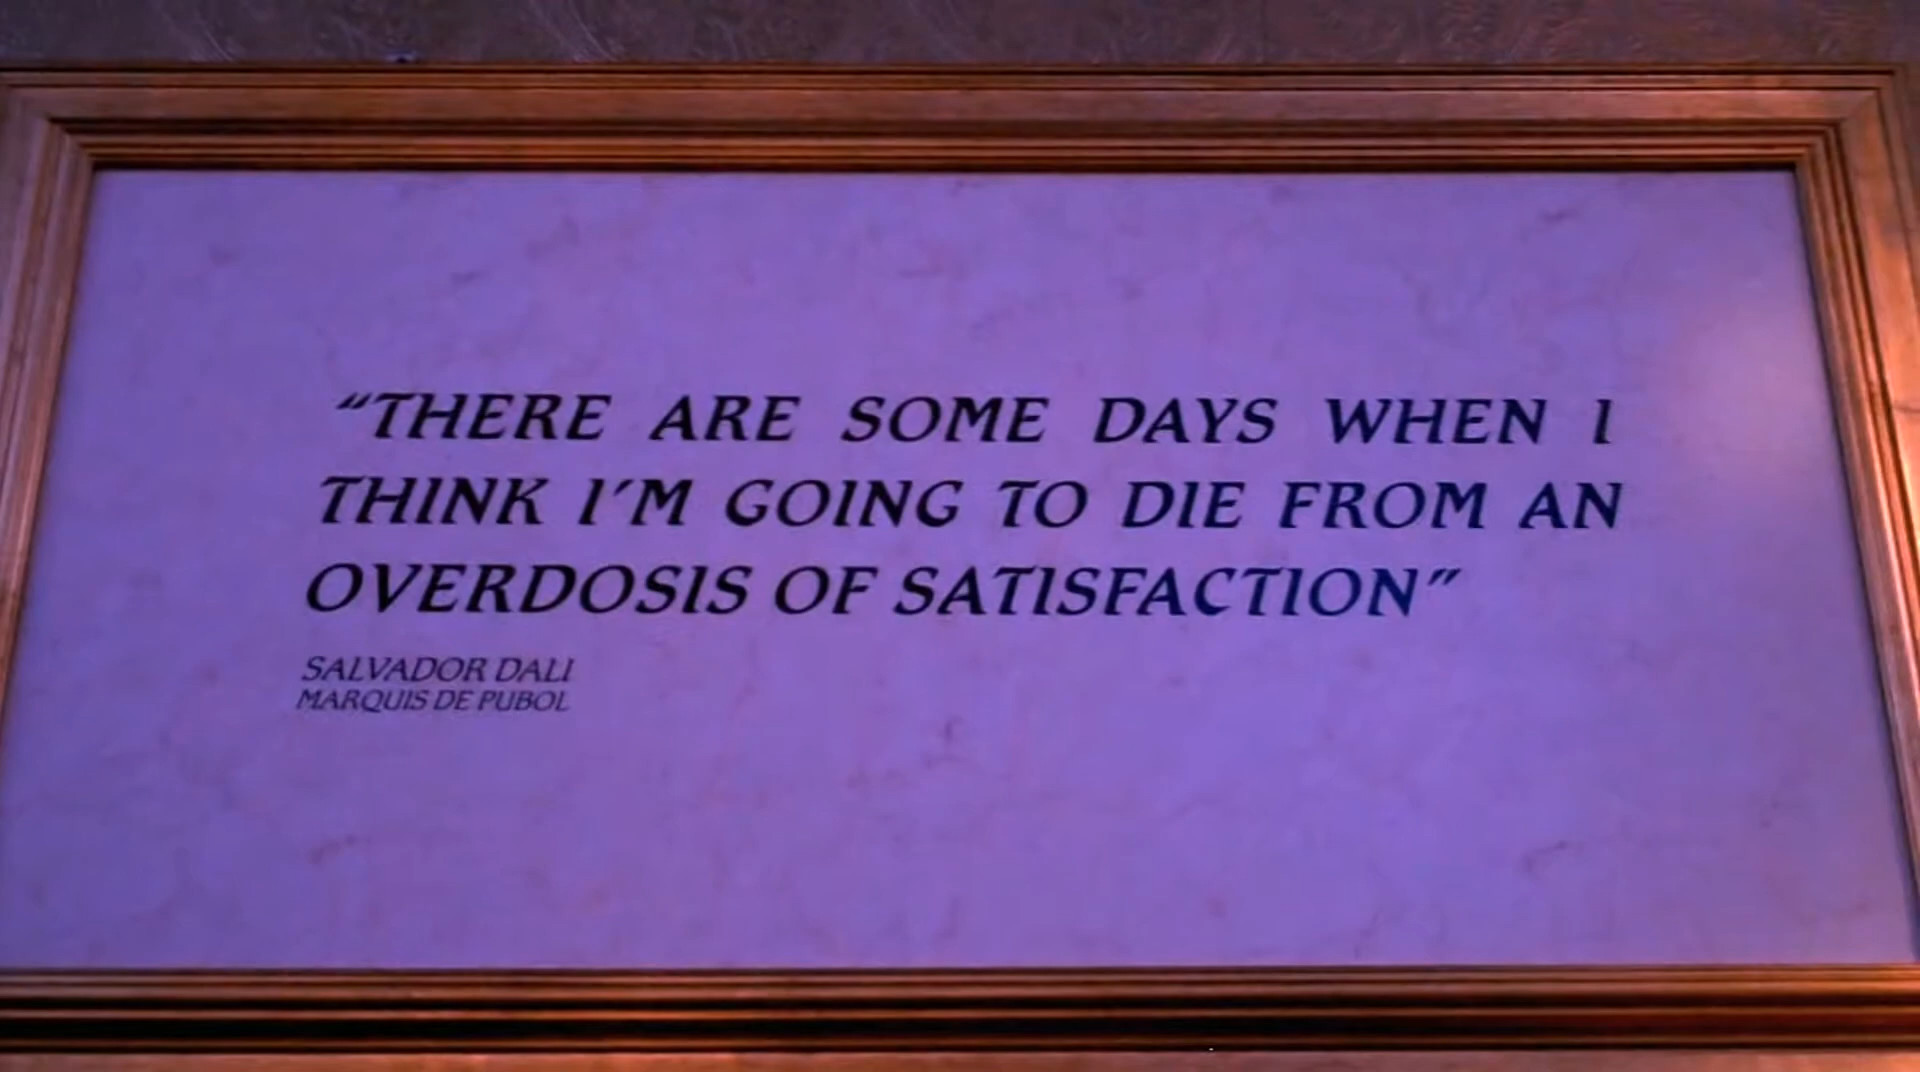 “THERE ARE SOME DAYS WHEN I
THINK I’M GOING TO DIE FROM AN
OVERDOSIS OF SATISFACTION”
SALVADOR DALI
MARQUIS DE PUBOL